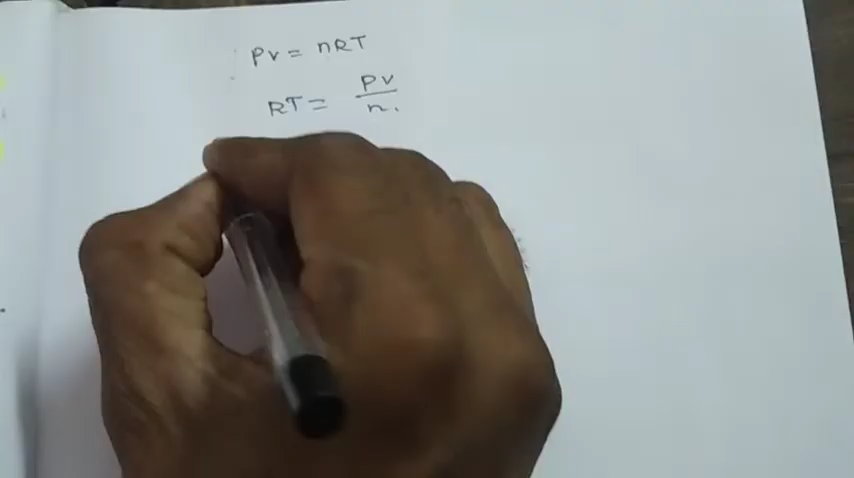 PV = nRT
RT = PV/n.